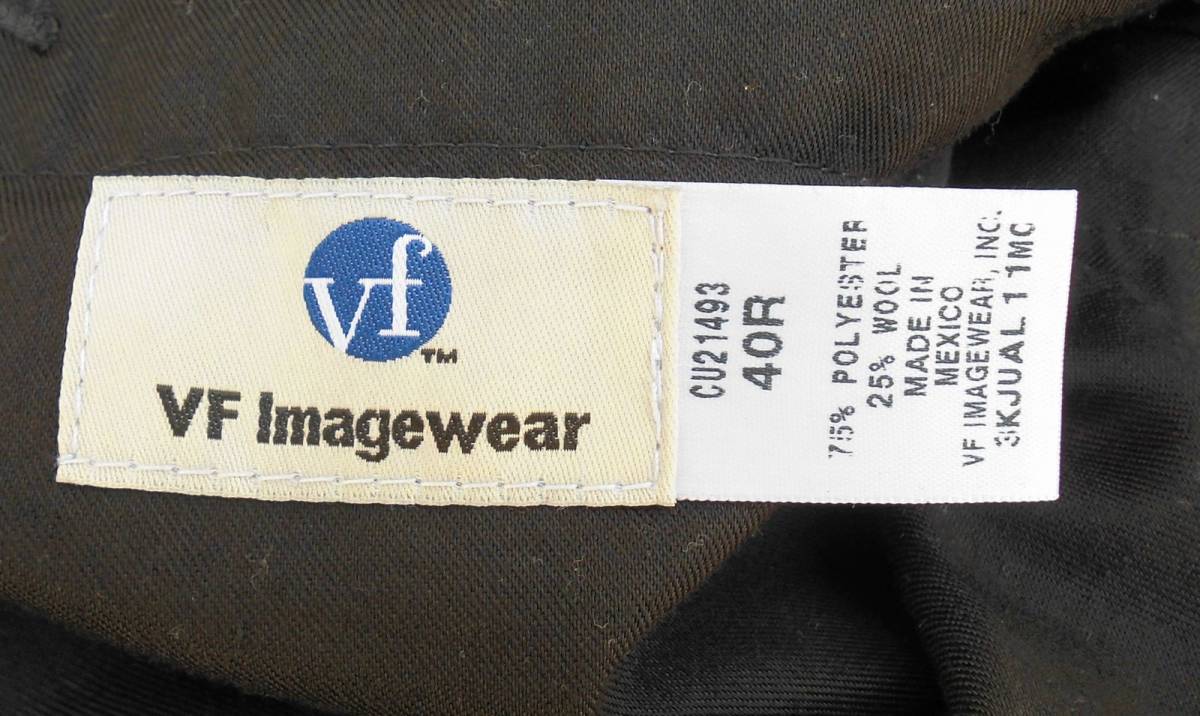 vf
TM
VF Imagewear
CU21493
40R
75% POLYESTER
25% WOOL
MADE IN
MEXICO
VF IMAGEWEAR, INC.
3KJUAL 1 1MC